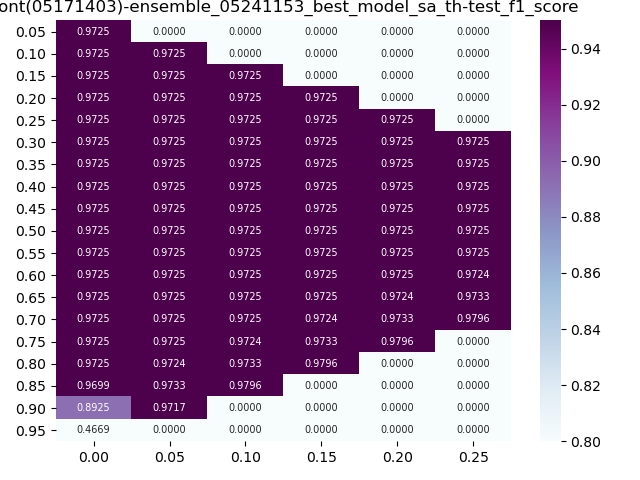 ont(05171403)-ensemble_05241153_best_model_sa_th-test_f1_score
0.05 0.9725 0.0000 0.0000 0.0000 0.0000 0.0000
0.10 0.9725 0.9725 0.0000 0.0000 0.0000 0.0000
0.15 0.9725 0.9725 0.9725 0.0000 0.0000 0.0000
0.20 0.9725 0.9725 0.9725 0.9725 0.0000 0.0000
0.25 0.9725 0.9725 0.9725 0.9725 0.9725 0.0000
0.30 0.9725 0.9725 0.9725 0.9725 0.9725 0.9725
0.35 0.9725 0.9725 0.9725 0.9725 0.9725 0.9725
0.40 0.9725 0.9725 0.9725 0.9725 0.9725 0.9725
0.45 0.9725 0.9725 0.9725 0.9725 0.9725 0.9725
0.50 0.9725 0.9725 0.9725 0.9725 0.9725 0.9725
0.55 0.9725 0.9725 0.9725 0.9725 0.9725 0.9725
0.60 0.9725 0.9725 0.9725 0.9725 0.9725 0.9724
0.65 0.9725 0.9725 0.9725 0.9725 0.9724 0.9733
0.70 0.9725 0.9725 0.9725 0.9724 0.9733 0.9796
0.75 0.9725 0.9725 0.9724 0.9733 0.9796 0.0000
0.80 0.9725 0.9724 0.9733 0.9796 0.0000 0.0000
0.85 0.9699 0.9733 0.9796 0.0000 0.0000 0.0000
0.90 0.8925 0.9717 0.0000 0.0000 0.0000 0.0000
0.95 0.4669 0.0000 0.0000 0.0000 0.0000 0.0000
0.00 0.05 0.10 0.15 0.20 0.25
0.94
0.92
0.90
0.88
0.86
0.84
0.82
0.80